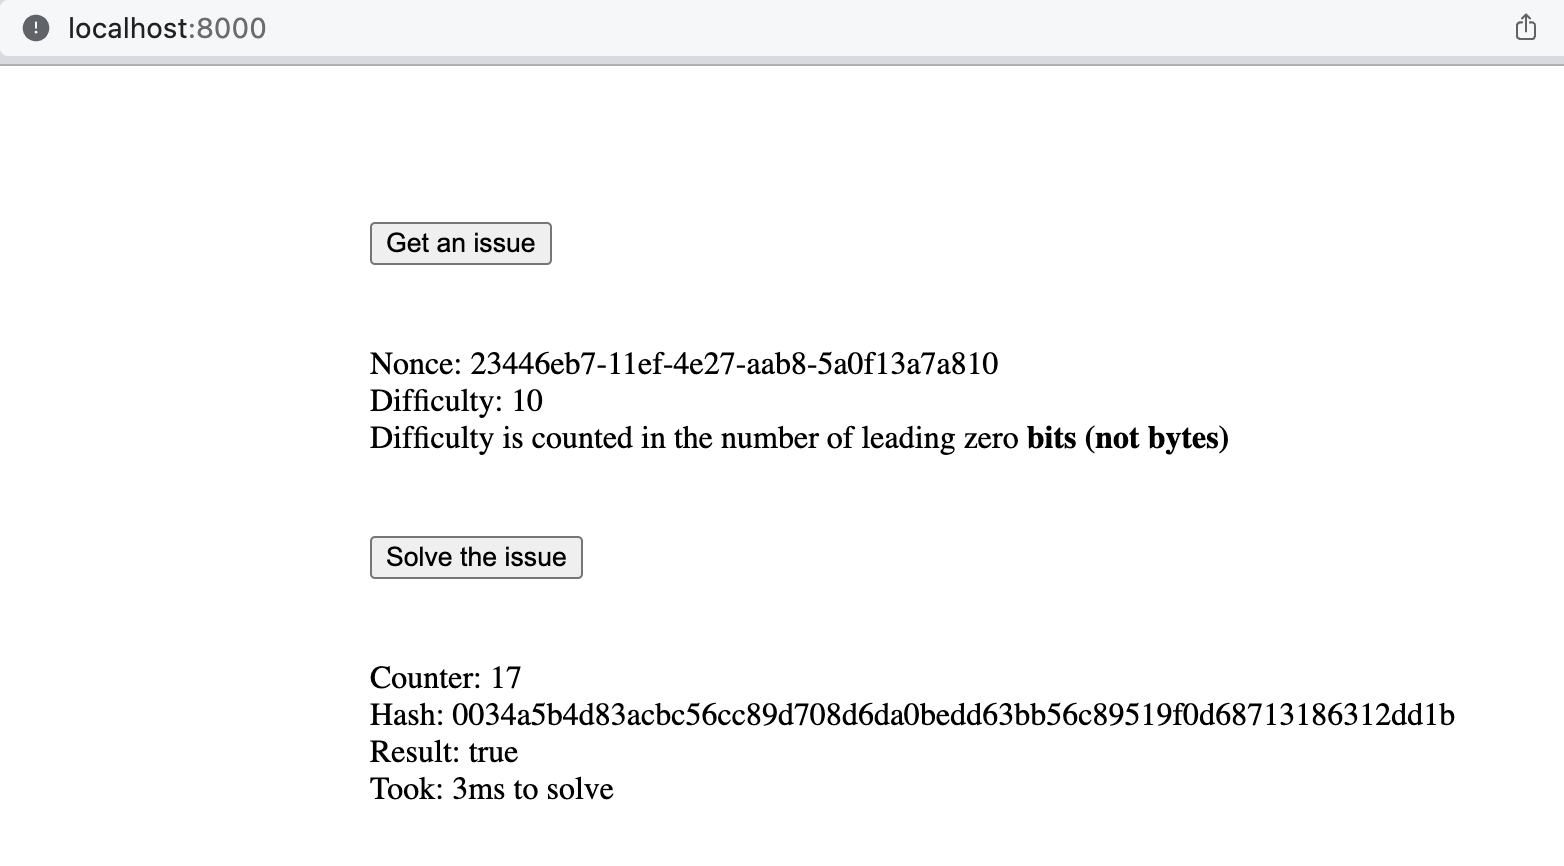 localhost:8000
Get an issue
Nonce: 23446eb7-11ef-4e27-aab8-5a0f13a7a810
Difficulty: 10
Difficulty is counted in the number of leading zero bits (not bytes)
Solve the issue
Counter: 17
Hash: 0034a5b4d83acbc56cc89d708d6da0bedd63bb56c89519f0d68713186312dd1b
Result: true
Took: 3ms to solve